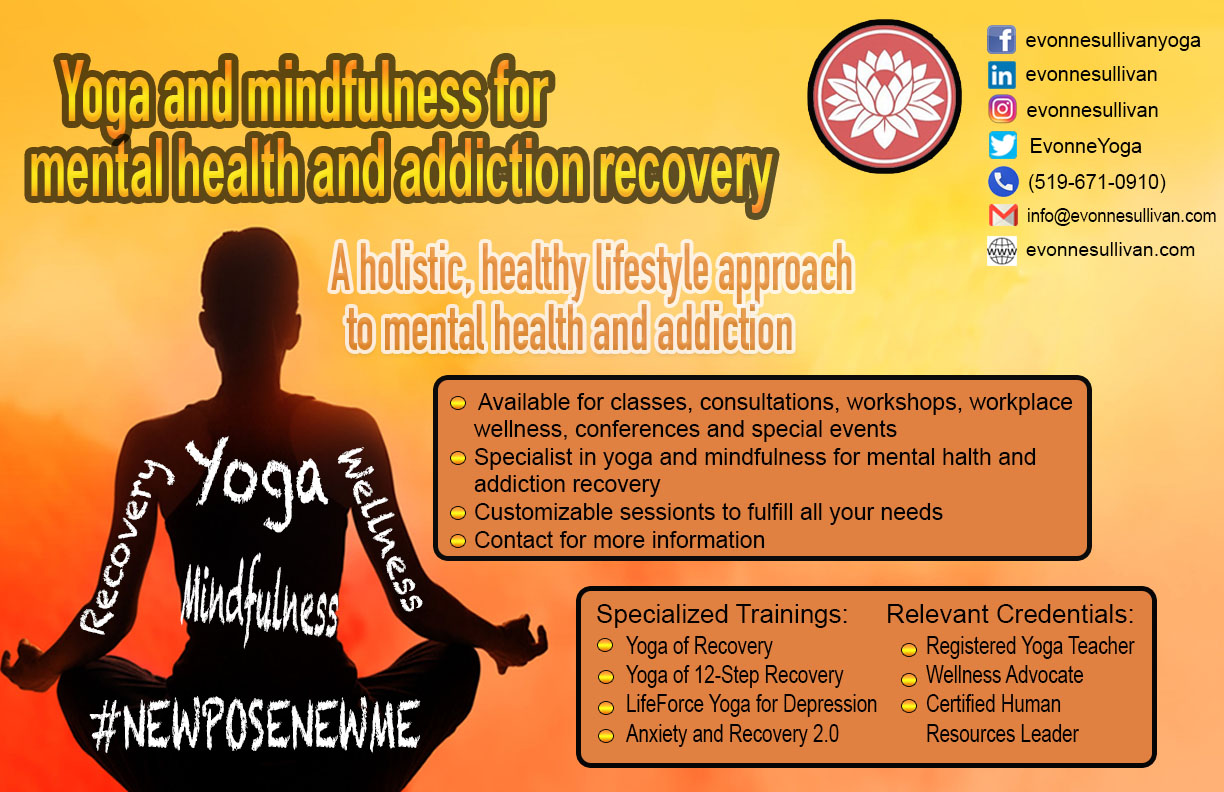 Yoga and mindfulness for
mental health and addiction recovery
evonnesullivanyoga
evonnesullivan
evonnesullivan
EvonneYoga
(519-671-0910)
info@evonnesullivan.com
www
evonnesullivan.com
A holistic, healthy lifestyle approach
to mental health and addiction
Available for classes, consultations, workshops, workplace
wellness, conferences and special events
Specialist in yoga and mindfulness for mental halth and
addiction recovery
Customizable sessionts to fulfill all your needs
Contact for more information
Recovery
Yoga
Wellness
Mindfulness
#NEWPOSENEWME
Specialized Trainings:
Yoga of Recovery
Yoga of 12-Step Recovery
LifeForce Yoga for Depression
Anxiety and Recovery 2.0
Relevant Credentials:
Registered Yoga Teacher
Wellness Advocate
Certified Human
Resources Leader